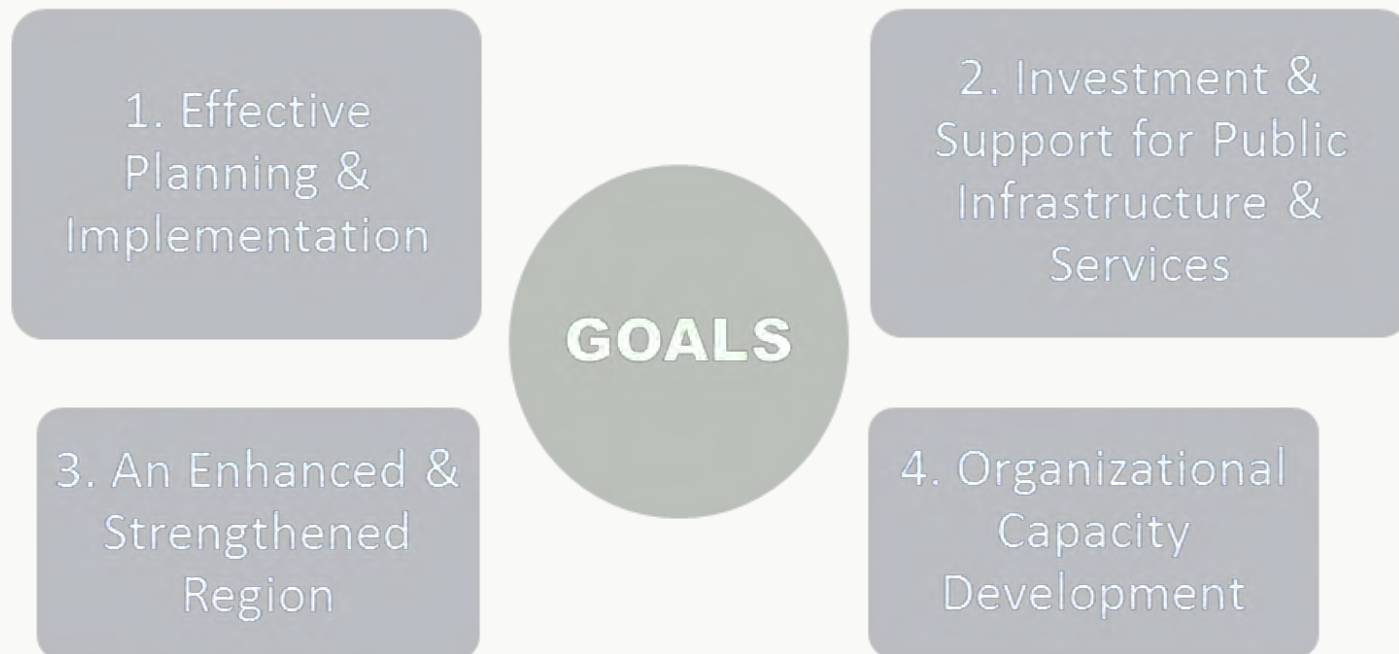 1. Effective
Planning &
Implementation
2. Investment &
Support for Public
Infrastructure &
Services
GOALS
3. An Enhanced &
Strengthened
Region
4. Organizational
Capacity
Development